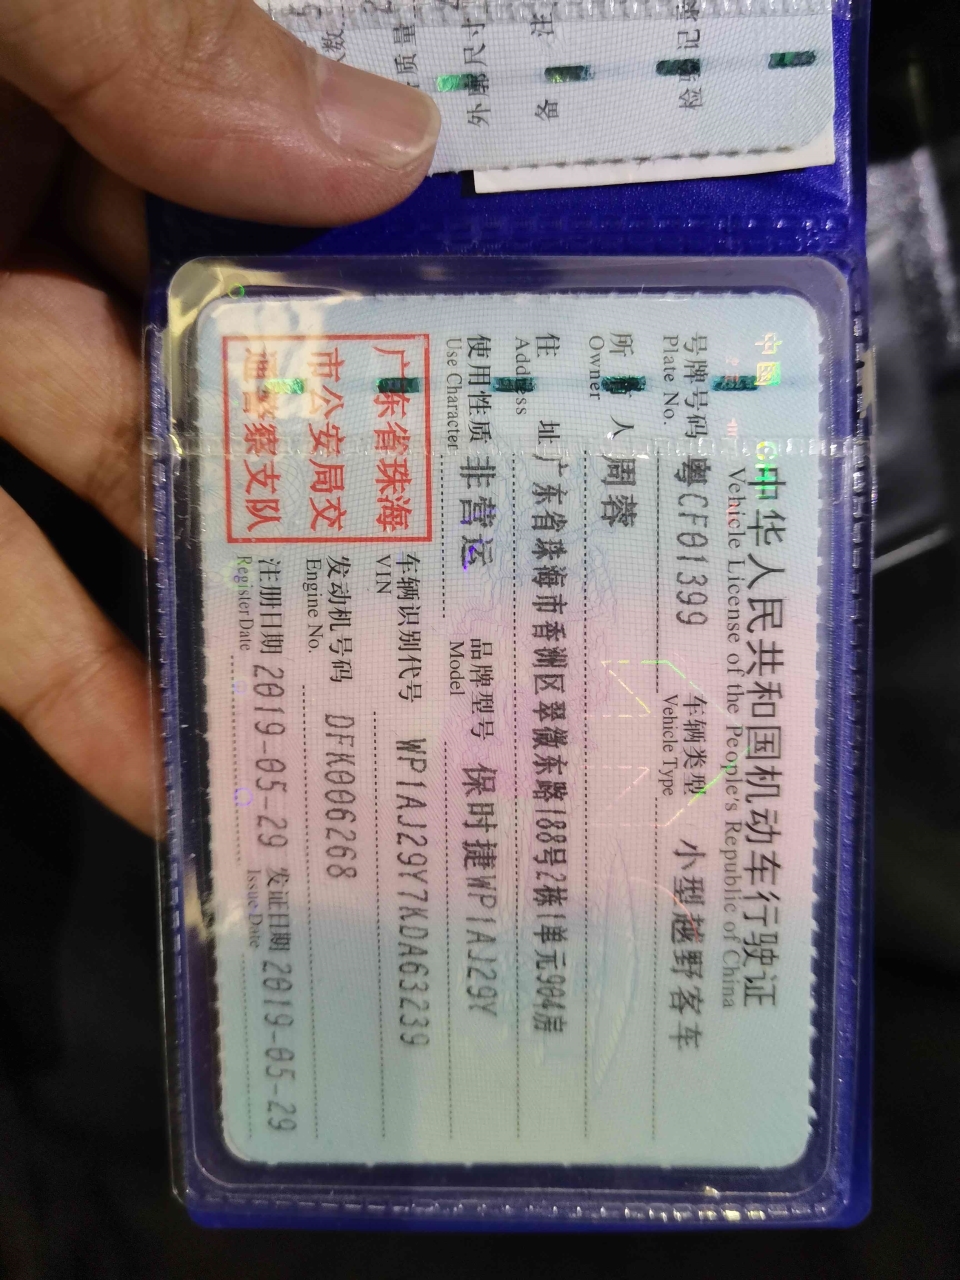 中华人民共和国机动车行驶证
Vehicle License of the People's Republic of China
号牌号码 粤CF01399 车辆类型 小型越野客车
Plate No. Vehicle Type
所 人 周蓉
Owner
住 址 广东省珠海市香洲区翠微东路188号2栋1单元904房
Address
使用性质 非营运 品牌型号 保时捷WP1AJ29Y
Use Character Model
广东省珠海
市公安局交
通警察支队
车辆识别代号 WP1AJ29Y7KDA63239
VIN
发动机号码 DFK006268
Engine No.
注册日期 2019-05-29 发证日期 2019-05-29
Register Date Issue Date
外廓尺寸
备 注